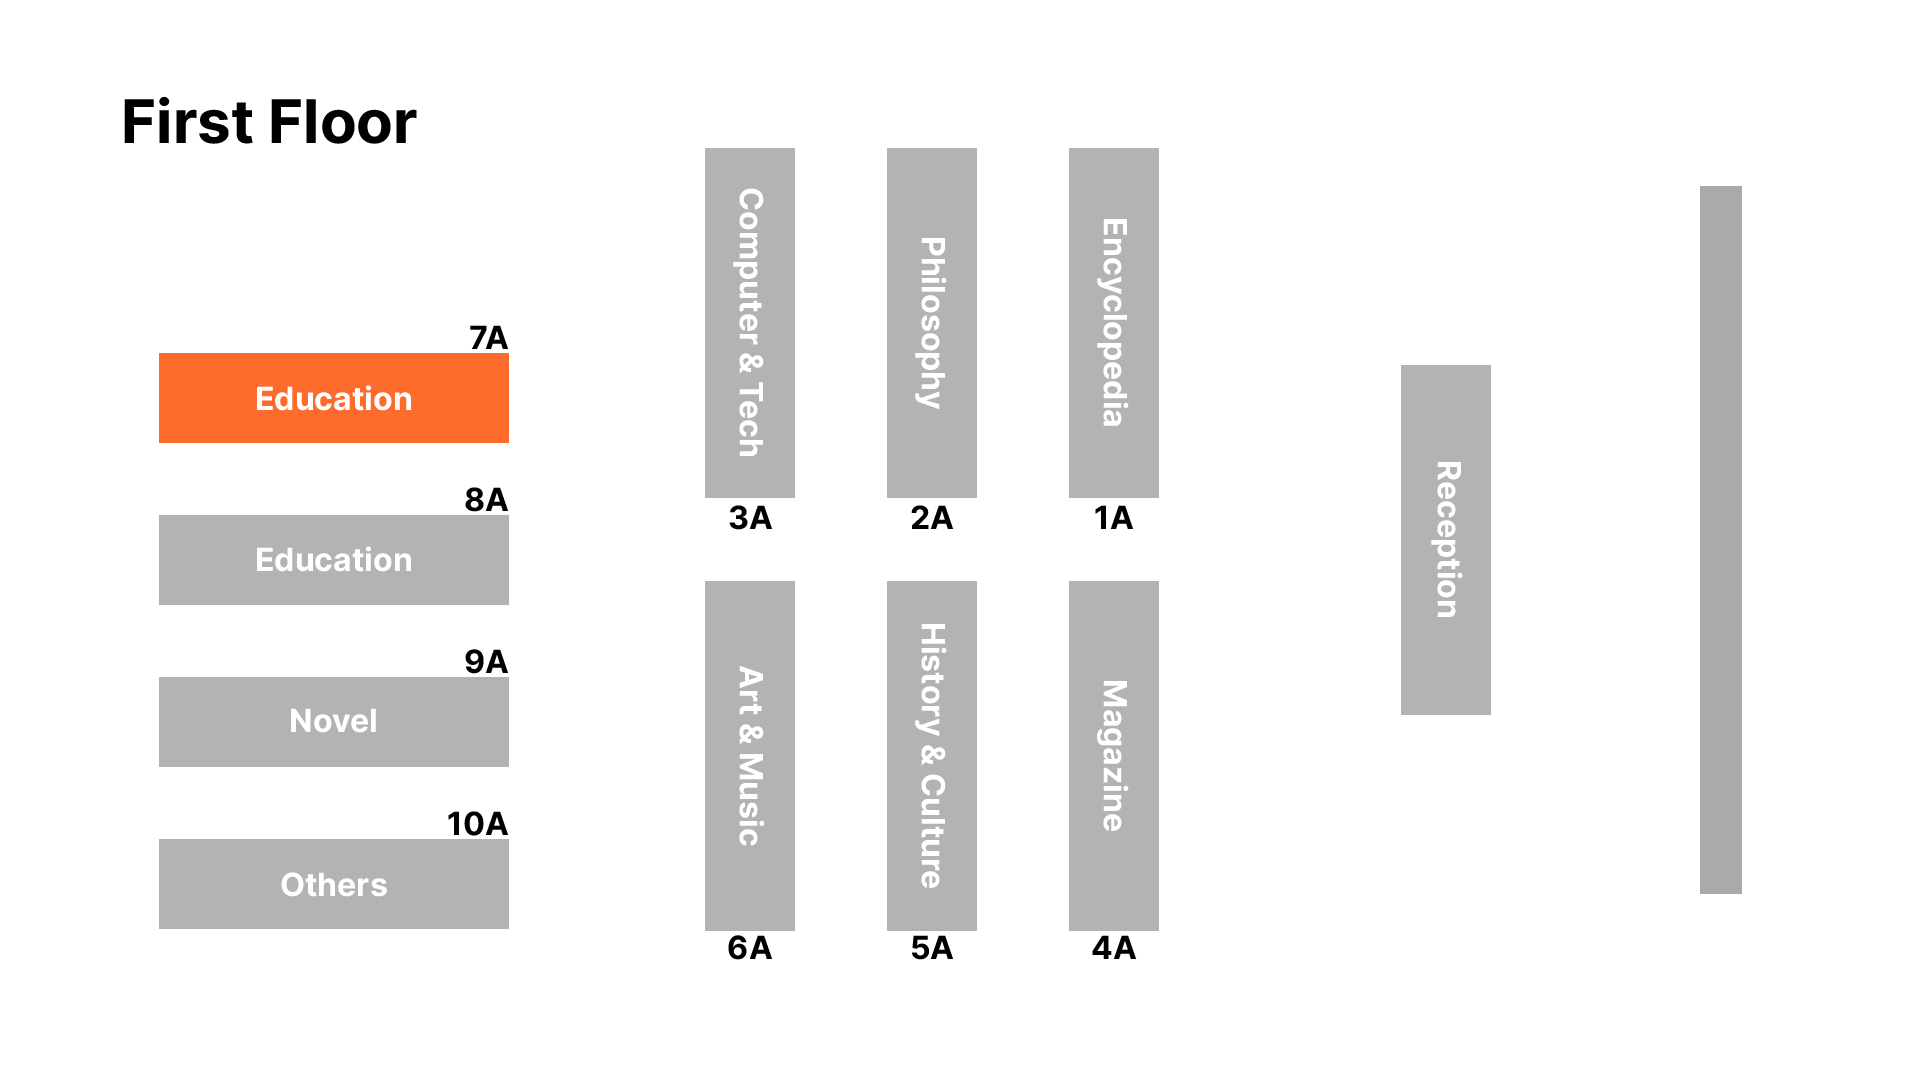 First Floor
7A
Education
8A
Education
9A
Novel
10A
Others
Computer & Tech
3A
Philosophy
2A
Encyclopedia
1A
Art & Music
6A
History & Culture
5A
Magazine
4A
Reception